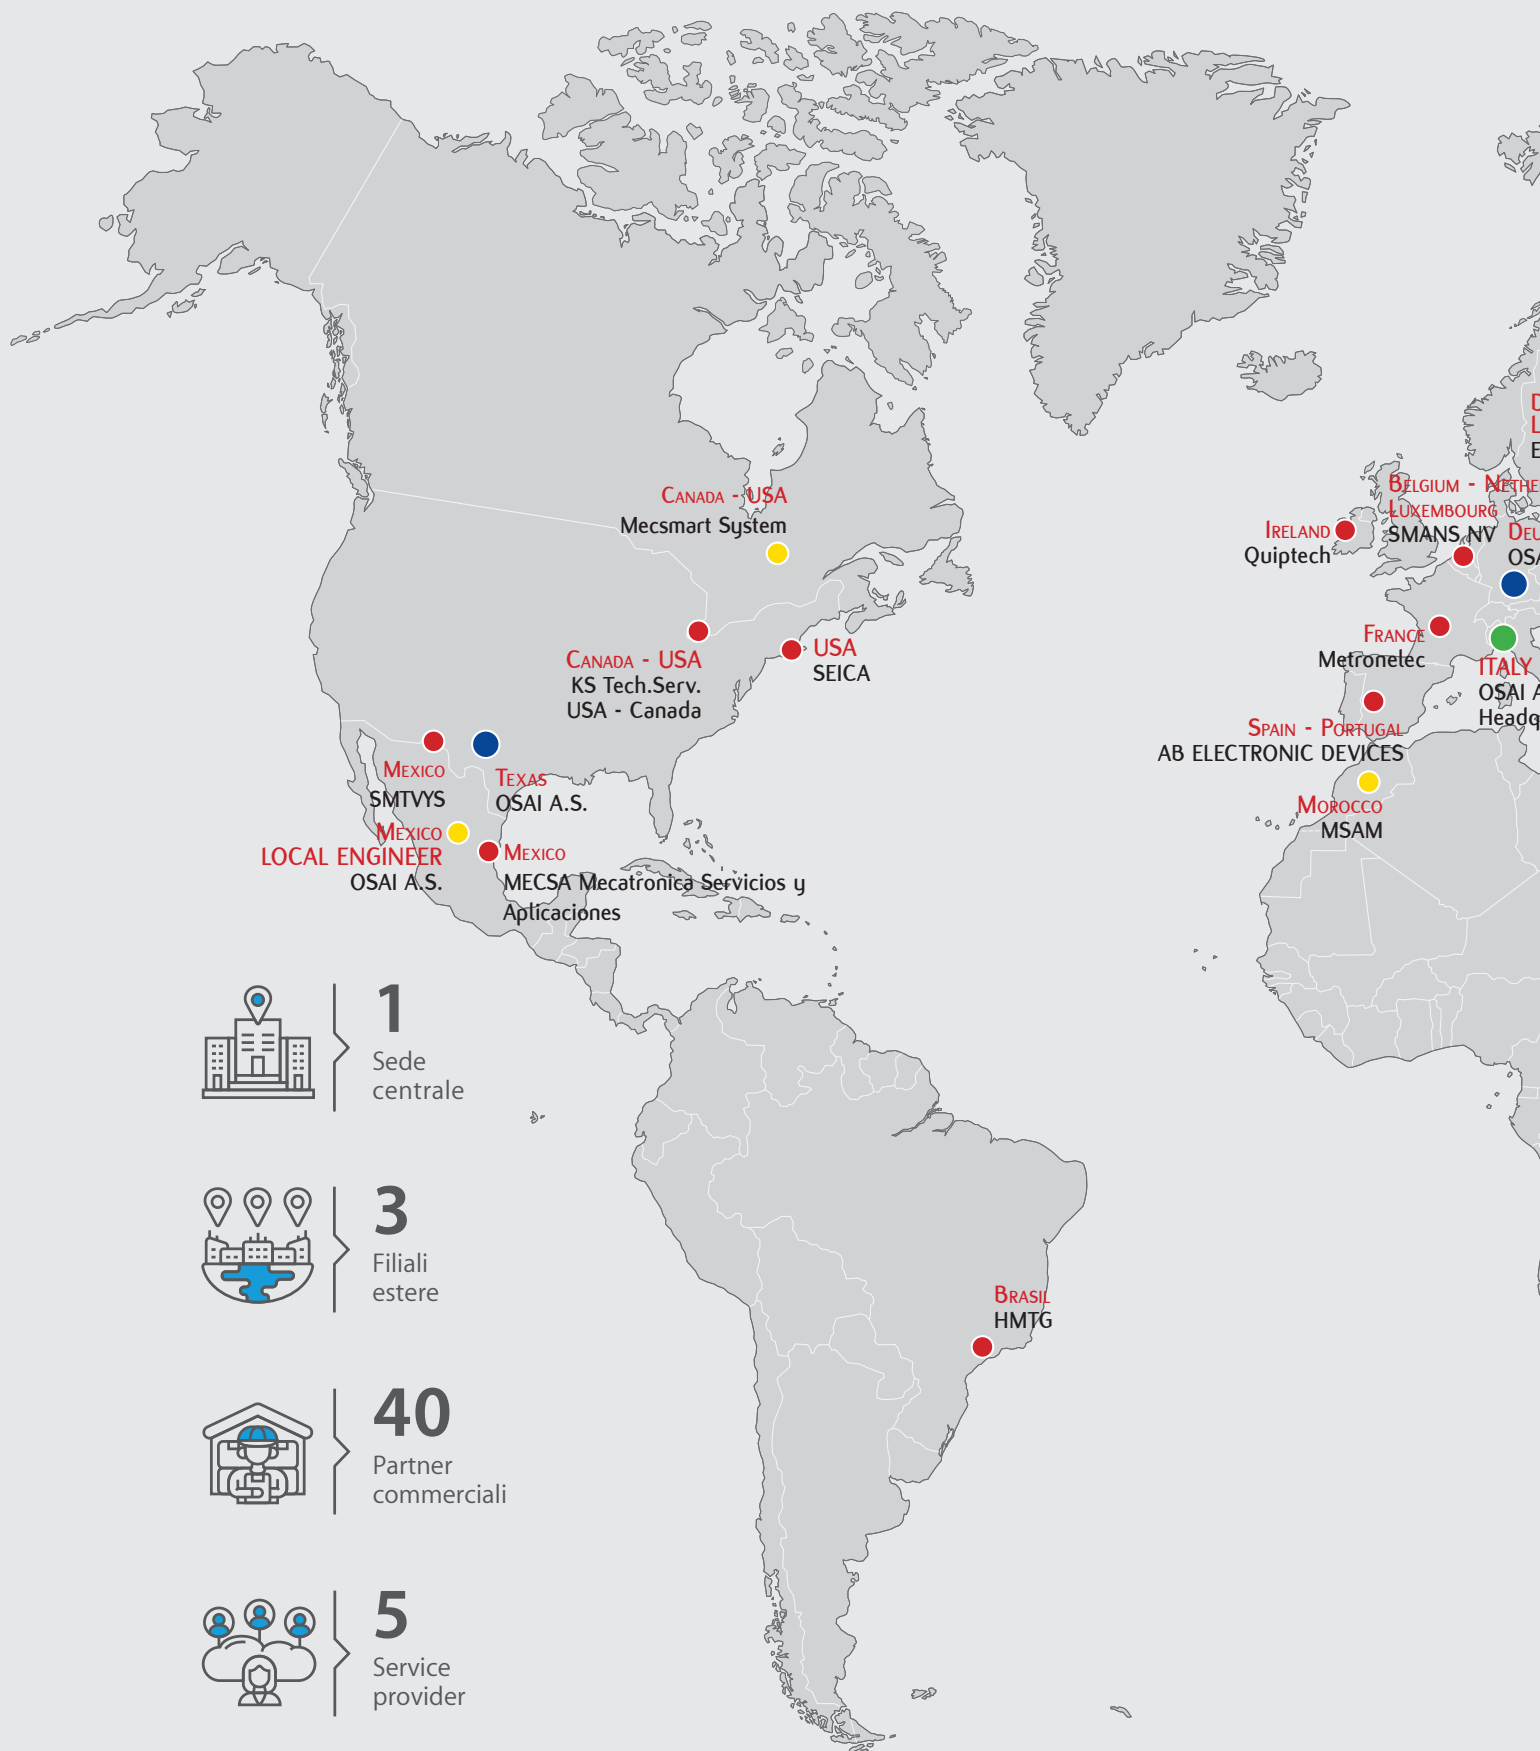 Canada - USA
Mecsmart System
Canada - USA
KS Tech.Serv.
USA - Canada
USA
SEICA
Mexico
SMTVYS
Texas
OSAI A.S.
Mexico
LOCAL ENGINEER
OSAI A.S.
Mexico
MECSA Mecatronica Servicios y
Aplicaciones
Brasil
HMTG
Ireland
Quiptech
Belgium -
Luxembourg
SMANS NV
France
Metronelec
ITALY
OSAI
Spain - Portugal
AB ELECTRONIC DEVICES
Morocco
MSAM
1
Sede
centrale
3
Filiali
estere
40
Partner
commerciali
5
Service
provider